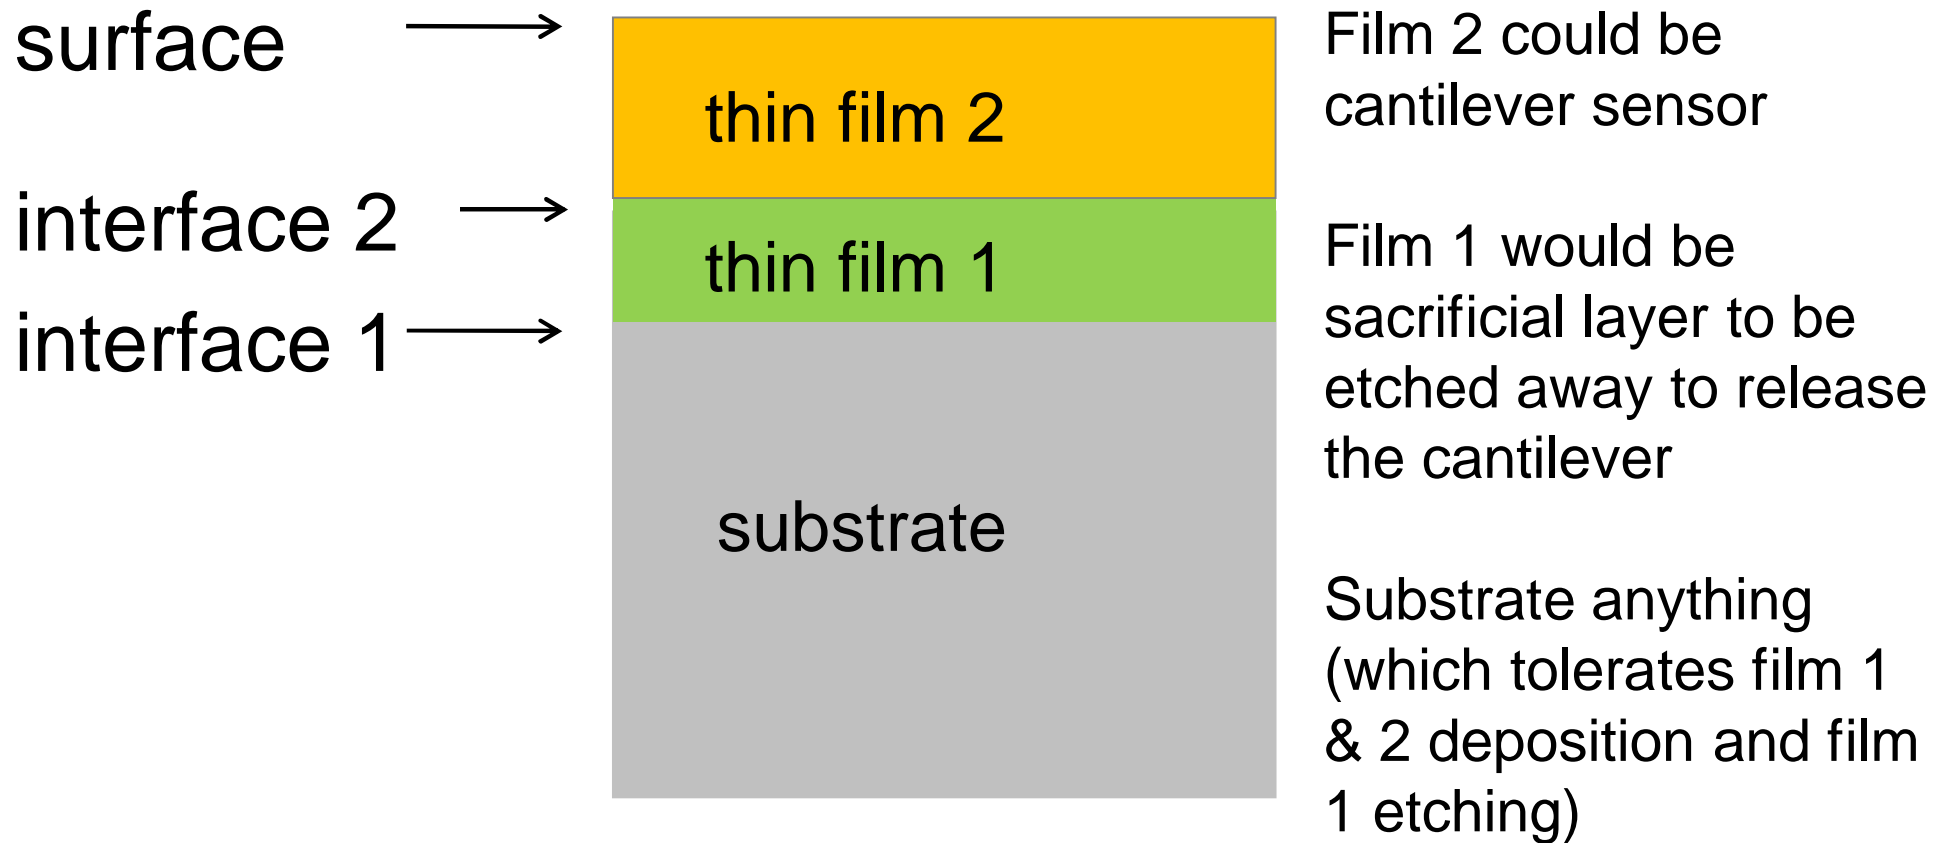 surface
interface 2
interface 1
thin film 2
thin film 1
substrate
Film 2 could be
cantilever sensor
Film 1 would be
sacrificial layer to be
etched away to release
the cantilever
Substrate anything
(which tolerates film 1
& 2 deposition and film
1 etching)